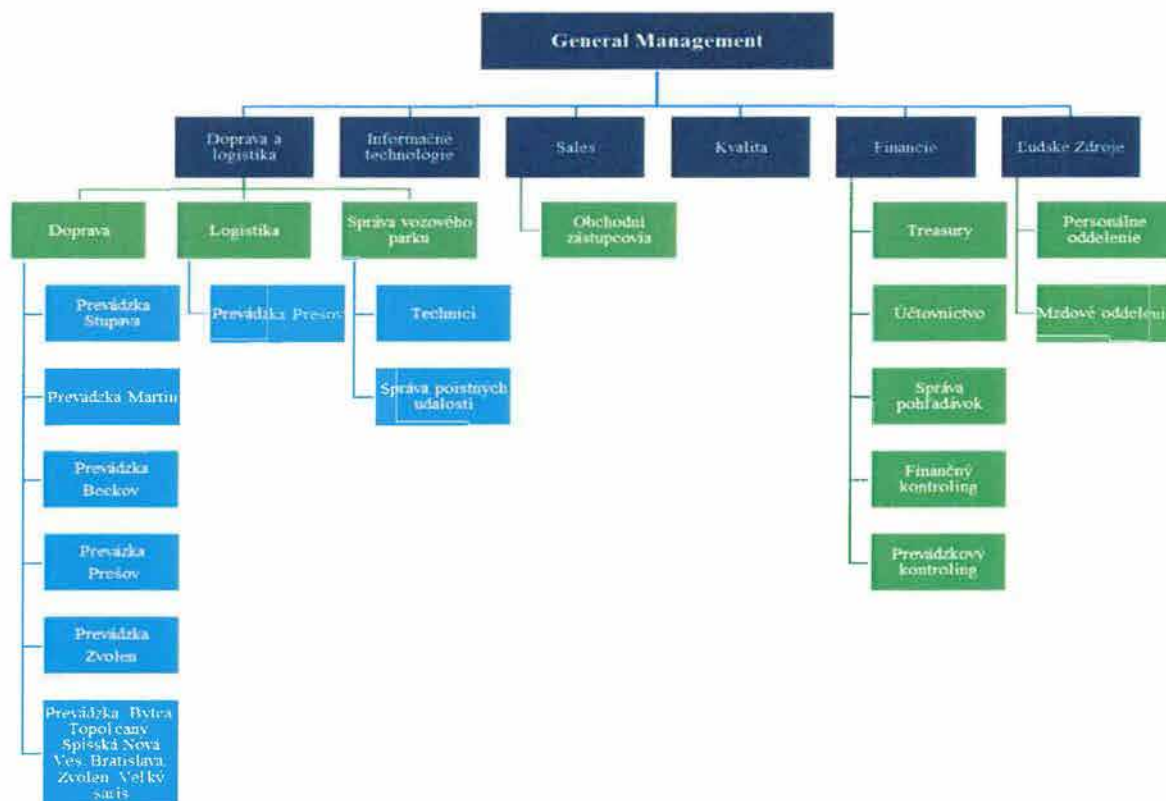 General Management
Doprava a
logistika
Informačné
technológie
Sales
Kvalita
Financie
Ľudské Zdroje
Doprava
Logistika
Správa vozového
parku
Obchodní
zástupcovia
Treasury
Personálne
oddelenie
Prevádzka
Stupava
Prevádzka Prešov
Technici
Účtovníctvo
Mzdové oddelenie
Prevádzka Martin
Správa poistných
udalostí
Správa
pohľadávok
Prevádzka
Beckov
Finančný
kontroling
Prevázka
Prešov
Prevádzkový
kontroling
Prevádzka
Zvolen
Prevádzka Bytča
Topolčany
Spišská Nová
Ves Bratislava
Zvolen Veľký
šariš